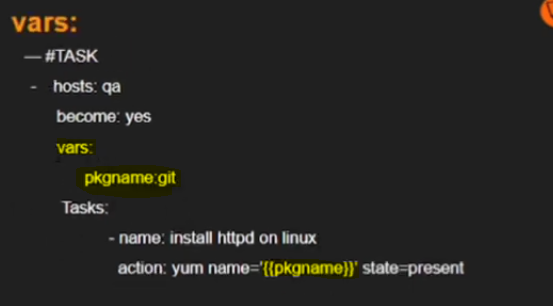 vars:
— #TASK
- hosts: qa
become: yes
vars:
pkgname:git
Tasks:
- name: install httpd on linux
action: yum name='{{pkgname}}' state=present